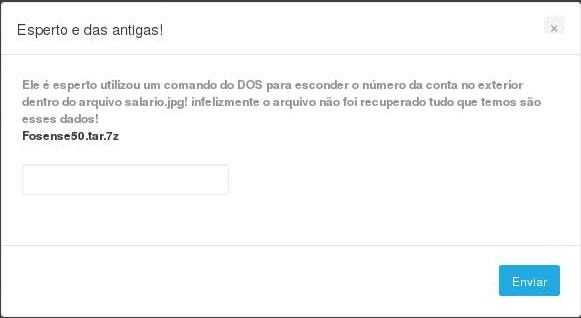 Esperto e das antigas!
×
Ele é esperto utilizou um comando do DOS para esconder o número da conta no exterior
dentro do arquivo salario.jpg! infelizmente o arquivo não foi recuperado tudo que temos são
esses dados!
Fosense50.tar.7z
Enviar